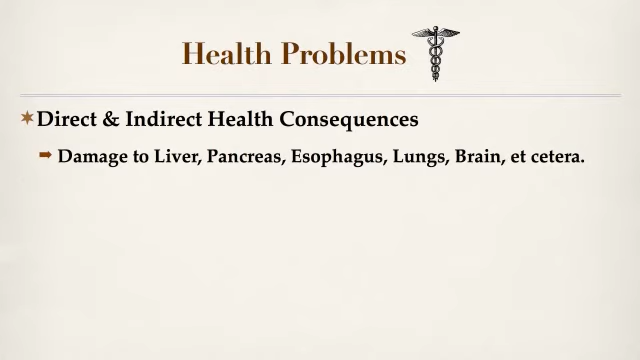 Health Problems
Direct & Indirect Health Consequences
Damage to Liver, Pancreas, Esophagus, Lungs, Brain, et cetera.